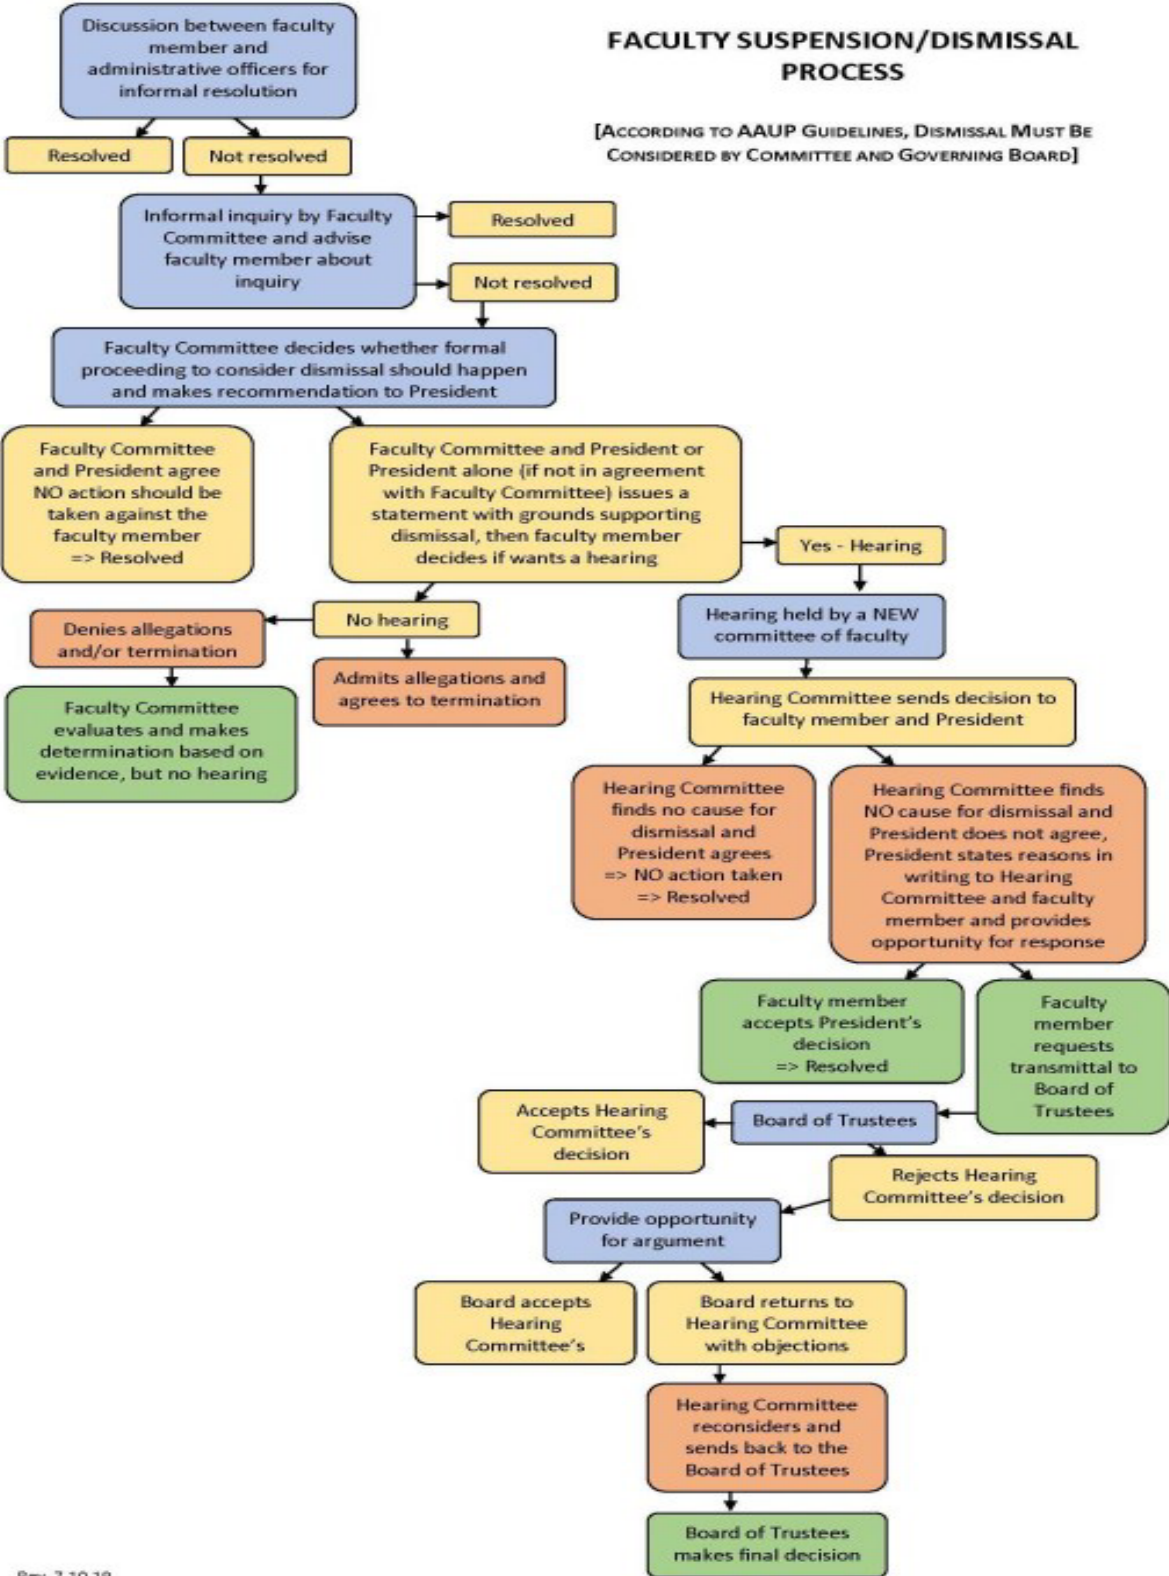 FACULTY SUSPENSION/DISMISSAL
PROCESS
[ACCORDING TO AAUP GUIDELINES, DISMISSAL MUST BE
CONSIDERED BY COMMITTEE AND GOVERNING BOARD]
Discussion between faculty
member and
administrative officers for
informal resolution
Resolved
Not resolved
Informal inquiry by Faculty
Committee and advise
faculty member about
inquiry
Resolved
Not resolved
Faculty Committee decides whether formal
proceeding to consider dismissal should happen
and makes recommendation to President
Faculty Committee
and President agree
NO action should be
taken against the
faculty member
=> Resolved
Faculty Committee and President or
President alone (if not in agreement
with Faculty Committee) issues a
statement with grounds supporting
dismissal, then faculty member
decides if wants a hearing
Yes - Hearing
No hearing
Denies allegations
and/or termination
Admits allegations and
agrees to termination
Faculty Committee
evaluates and makes
determination based on
evidence, but no hearing
Hearing held by a NEW
committee of faculty
Hearing Committee sends decision to
faculty member and President
Hearing Committee
finds no cause for
dismissal and
President agrees
=> NO action taken
=> Resolved
Hearing Committee finds
NO cause for dismissal and
President does not agree,
President states reasons in
writing to Hearing
Committee and faculty
member and provides
opportunity for response
Faculty member
accepts President's
decision
=> Resolved
Faculty
member
requests
transmittal to
Board of
Trustees
Board of Trustees
Accepts Hearing
Committee's
decision
Rejects Hearing
Committee's decision
Provide opportunity
for argument
Board accepts
Hearing
Committee's
Board returns to
Hearing Committee
with objections
Hearing Committee
reconsiders and
sends back to the
Board of Trustees
Board of Trustees
makes final decision